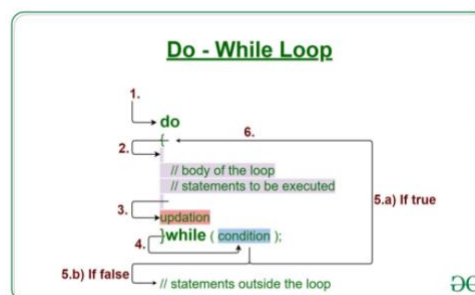 Do - While Loop
1.
do
6.
{
2.
// body of the loop
// statements to be executed
3.
5.a) If true
updation
4.
}while ( condition );
5.b) If false
// statements outside the loop